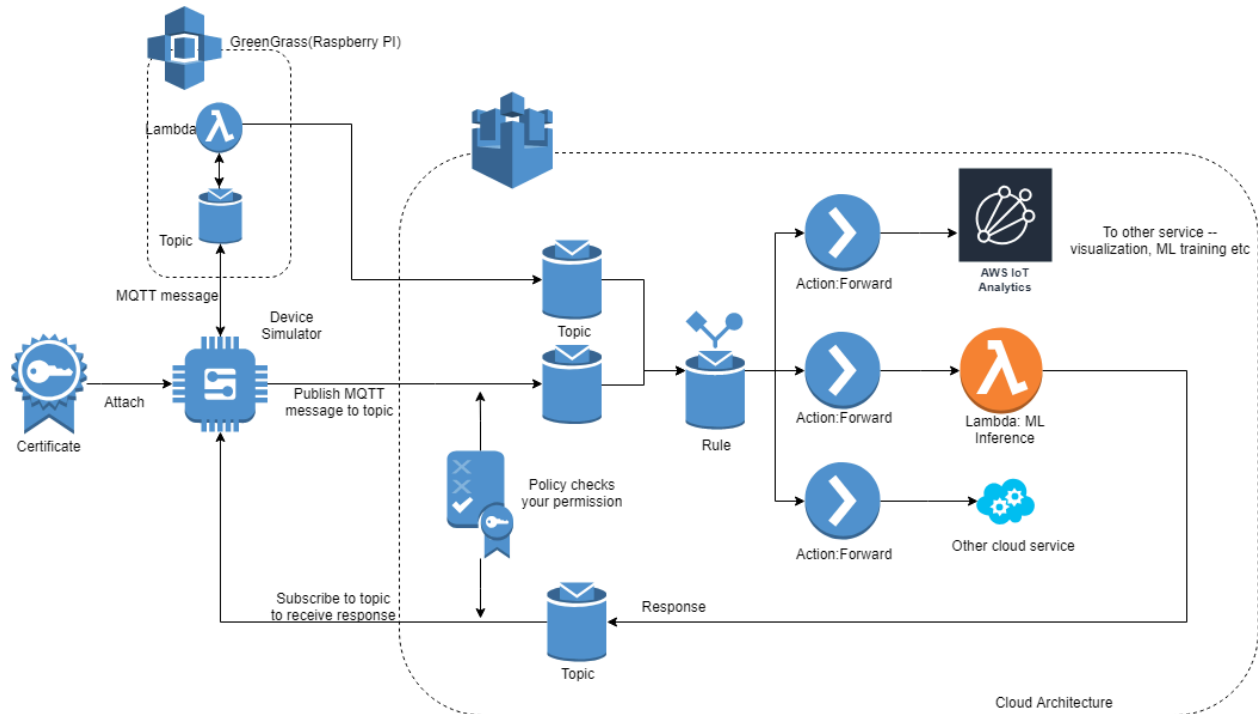 GreenGrass(Raspberry PI)
Lambda
Topic
MQTT message
Device
Simulator
Attach
Certificate
Publish MQTT
message to topic
Policy checks
your permission
Subscribe to topic
to receive response
Topic
Rule
Action:Forward
AWS IoT
Analytics
To other service --
visualization, ML training etc
Action:Forward
Lambda: ML
Inference
Action:Forward
Other cloud service
Response
Topic
Cloud Architecture